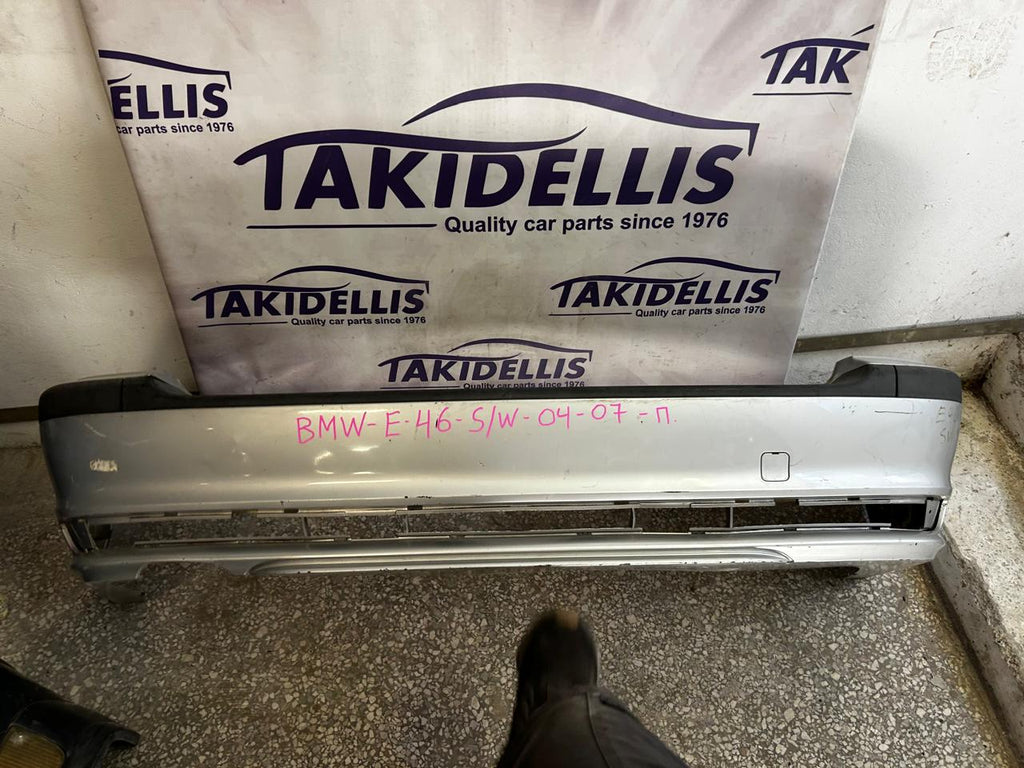 TAK
ELLIS
car parts since 1976
TAKIDELLIS
Quality car parts since 1976
TAKIDELLIS
Quality car parts since 1976
TAKIDELLIS
Quality car parts since 1976
TAKIDELLIS
Quality car parts since 1976
BMW-E-46-S/W-04-07-Π.